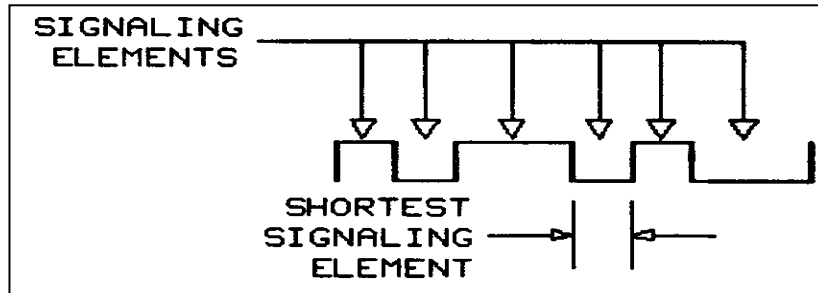 SIGNALING
ELEMENTS
SHORTEST
SIGNALING
ELEMENT